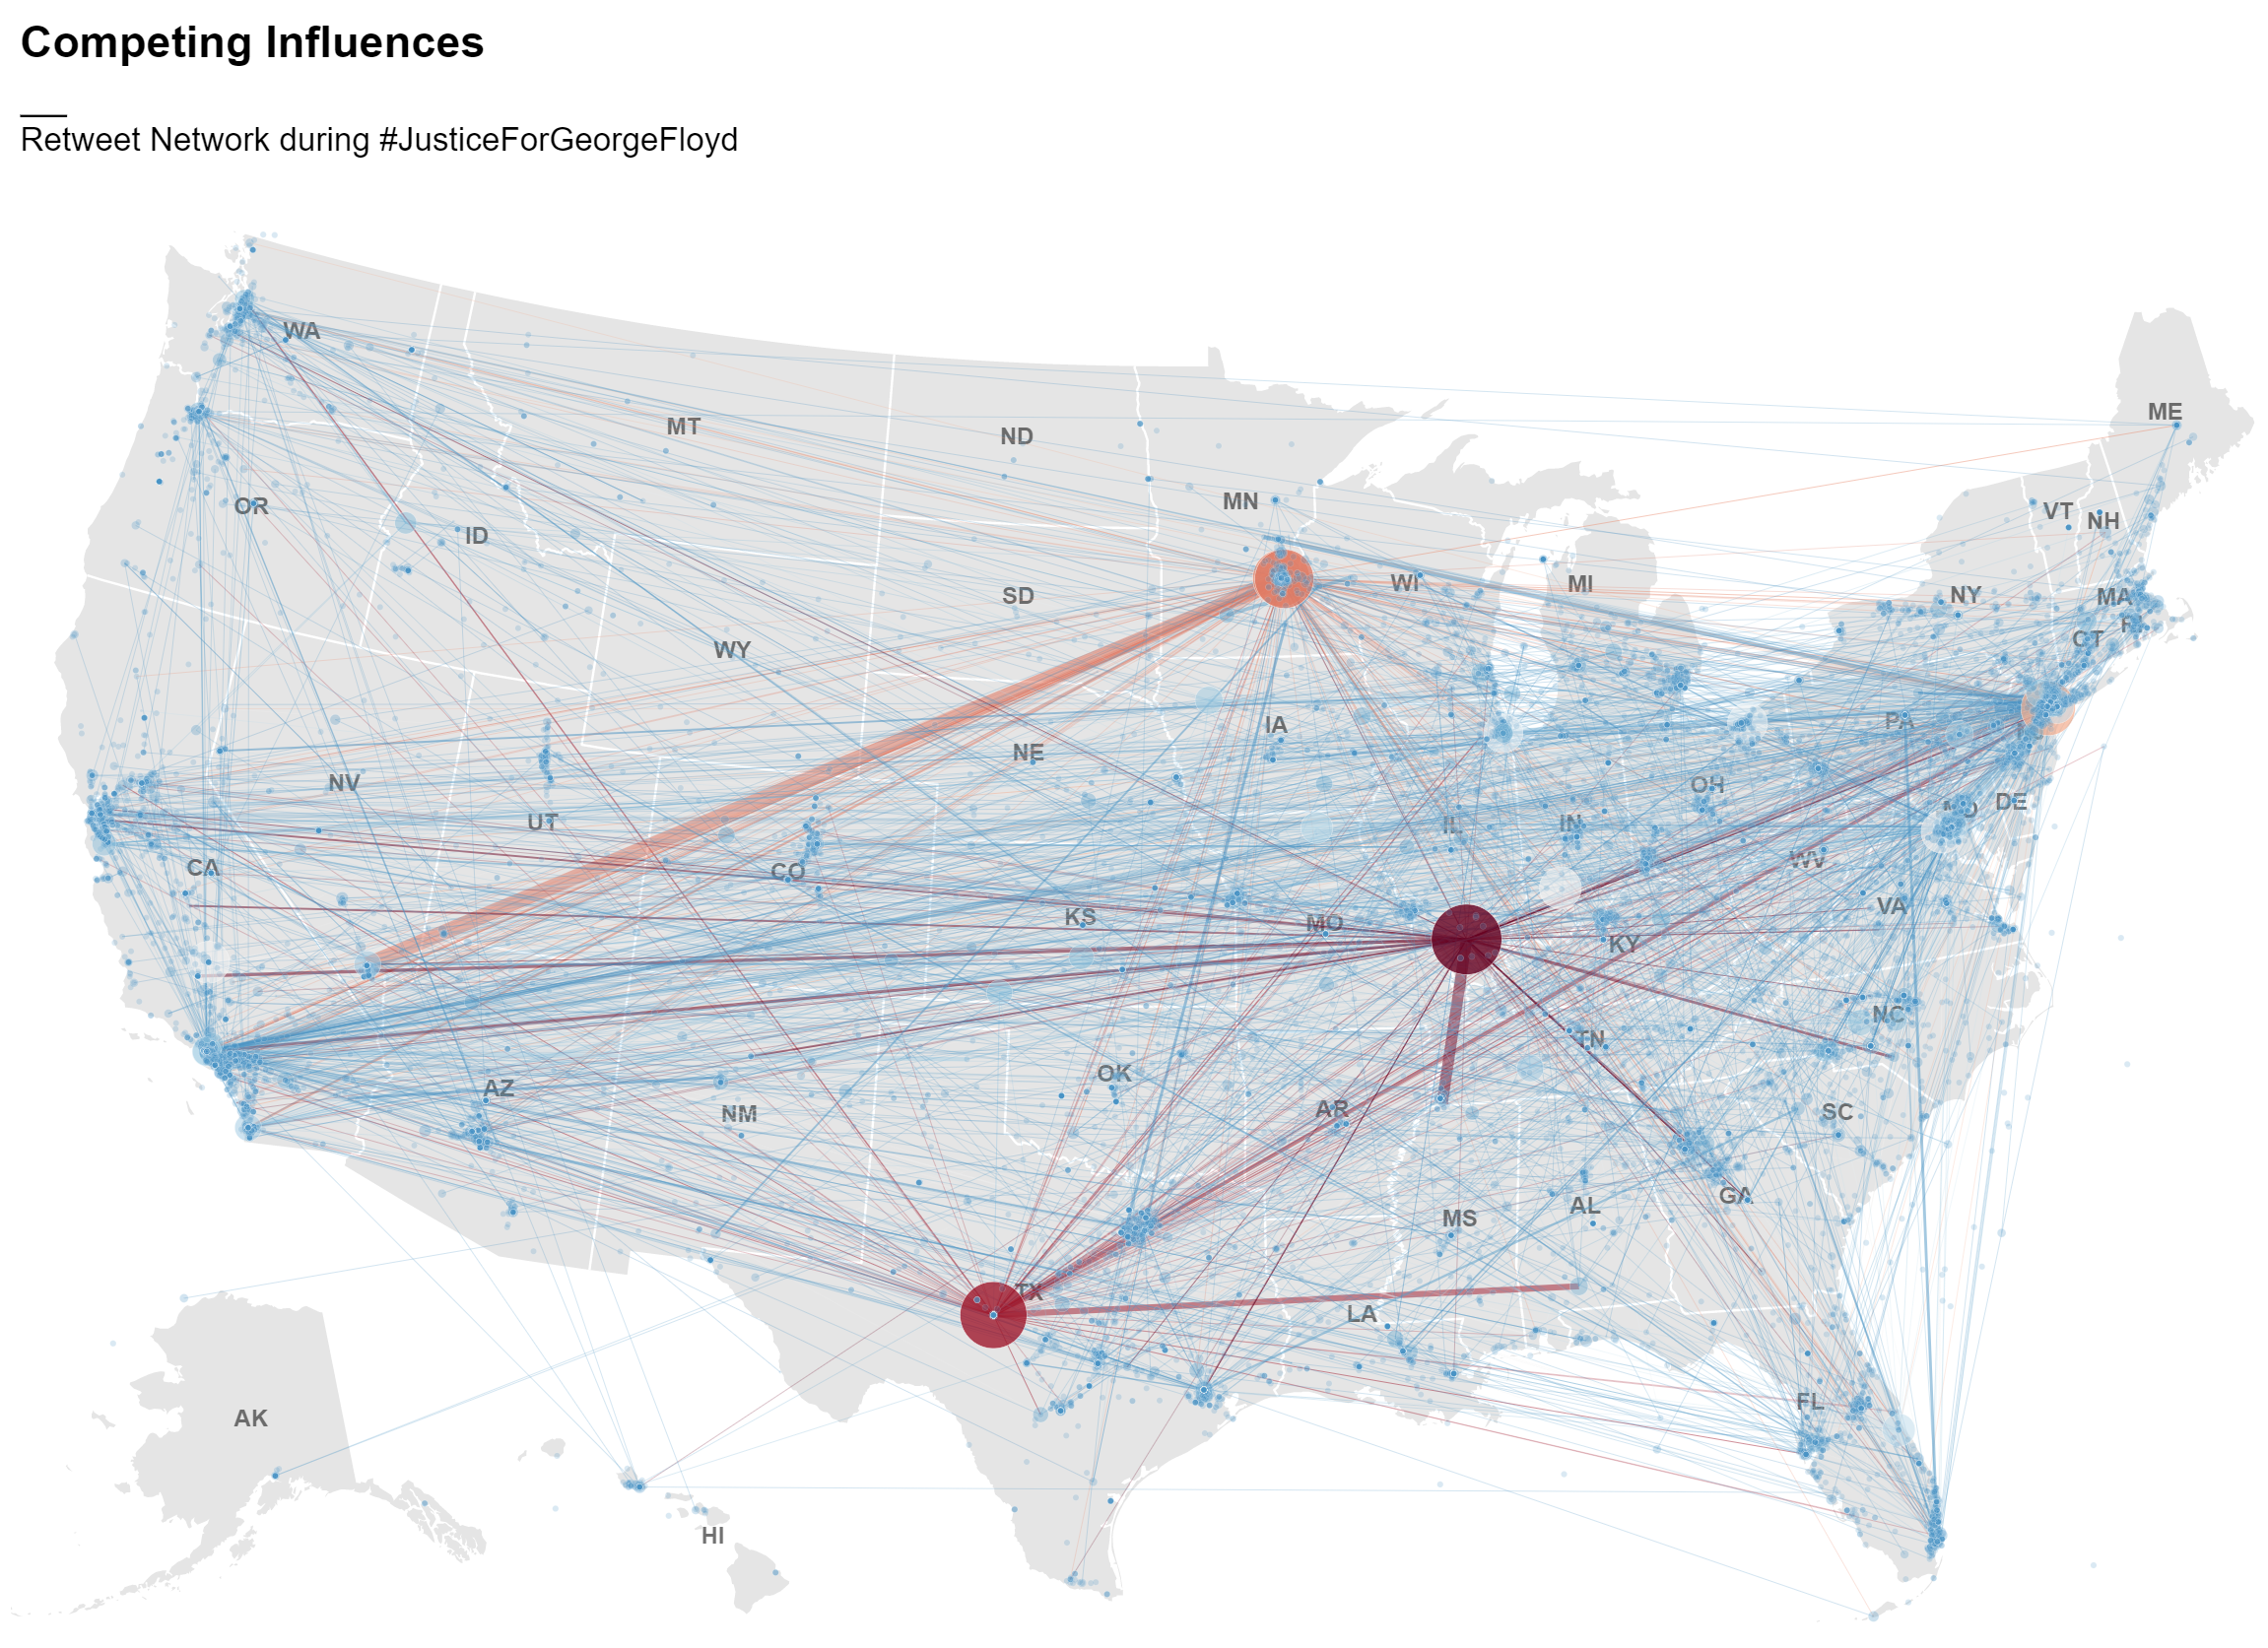 Competing Influences
Retweet Network during #JusticeForGeorgeFloyd
WA
MT
ND
ME
MN
OR
ID
VT
NH
SD
WI
MI
NY
MA
CT
WY
IA
PA
NE
NV
OH
UT
IL
IN
MD
DE
CO
CA
WV
KS
MO
VA
KY
NC
TN
OK
AZ
NM
AR
SC
GA
AL
MS
TX
LA
FL
AK
HI